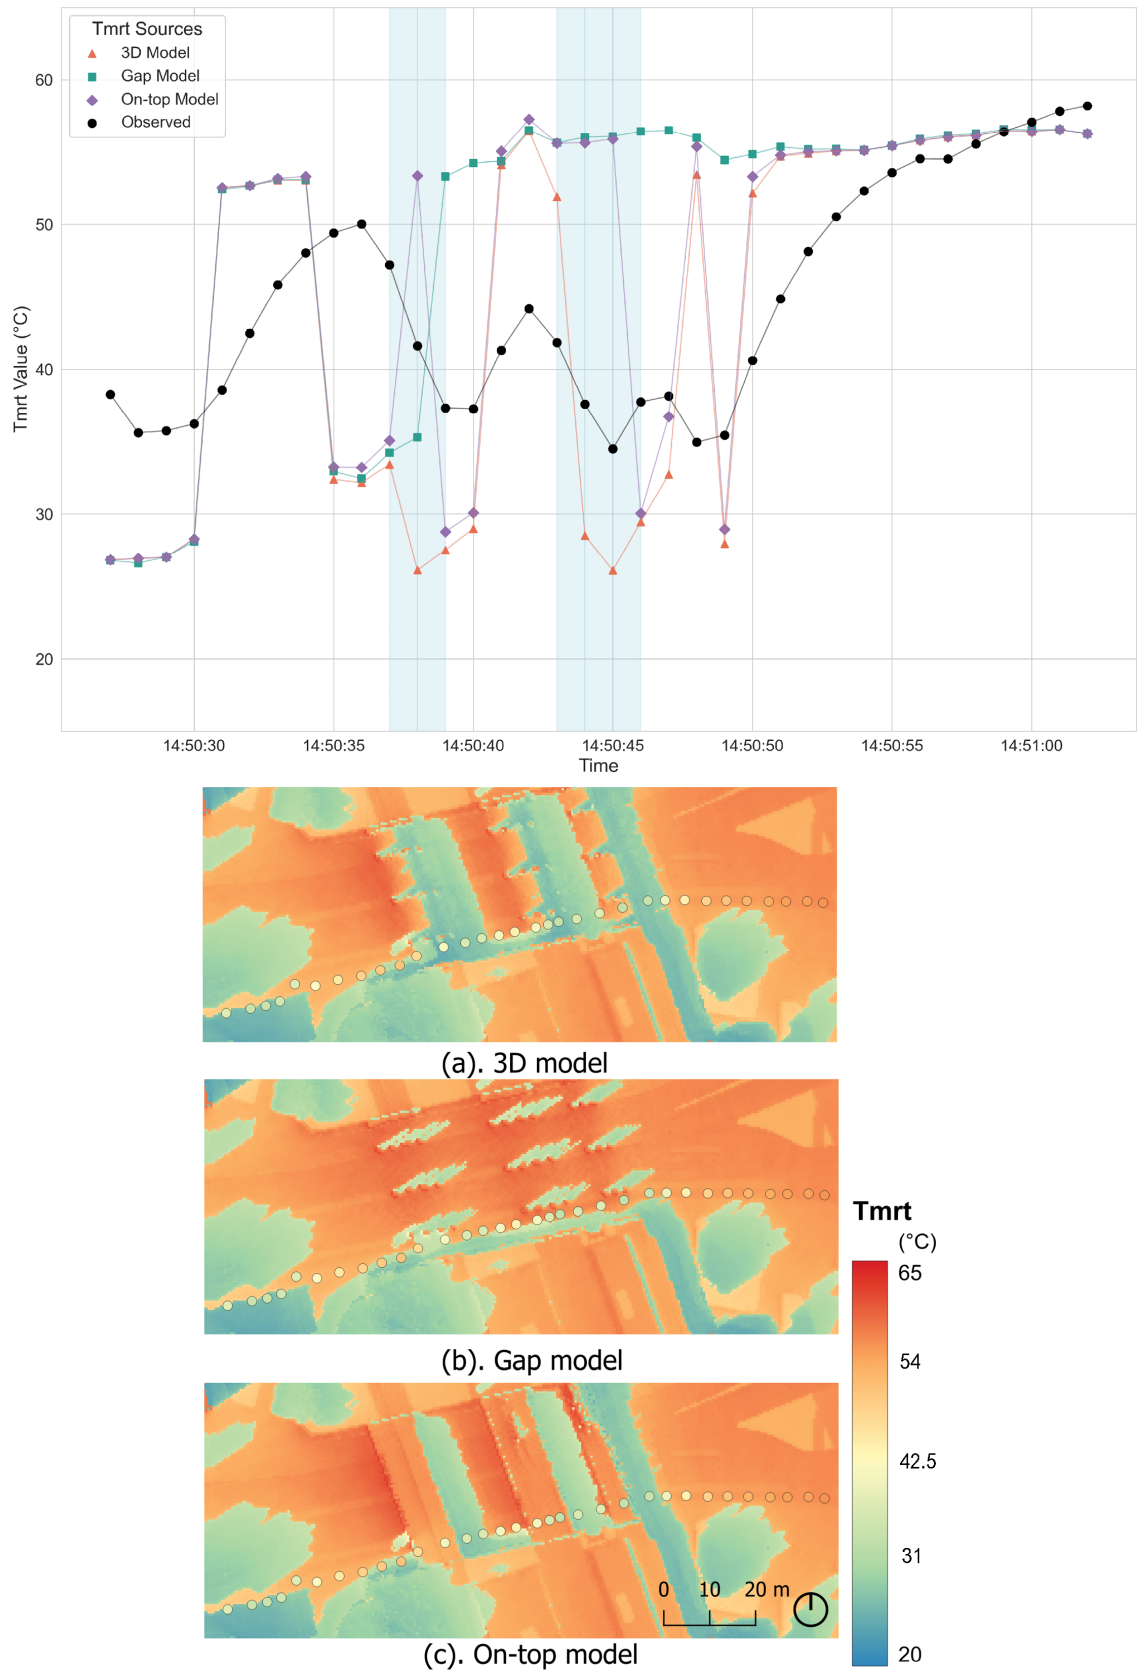 Tmrt Sources
3D Model
Gap Model
On-top Model
Observed
Tmrt Value (°C)
60
50
40
30
20
14:50:30 14:50:35 14:50:40 14:50:45 14:50:50 14:50:55 14:51:00
Time
(a). 3D model
(b). Gap model
Tmrt
(°C)
65
54
42.5
31
20
0 10 20 m
(c). On-top model